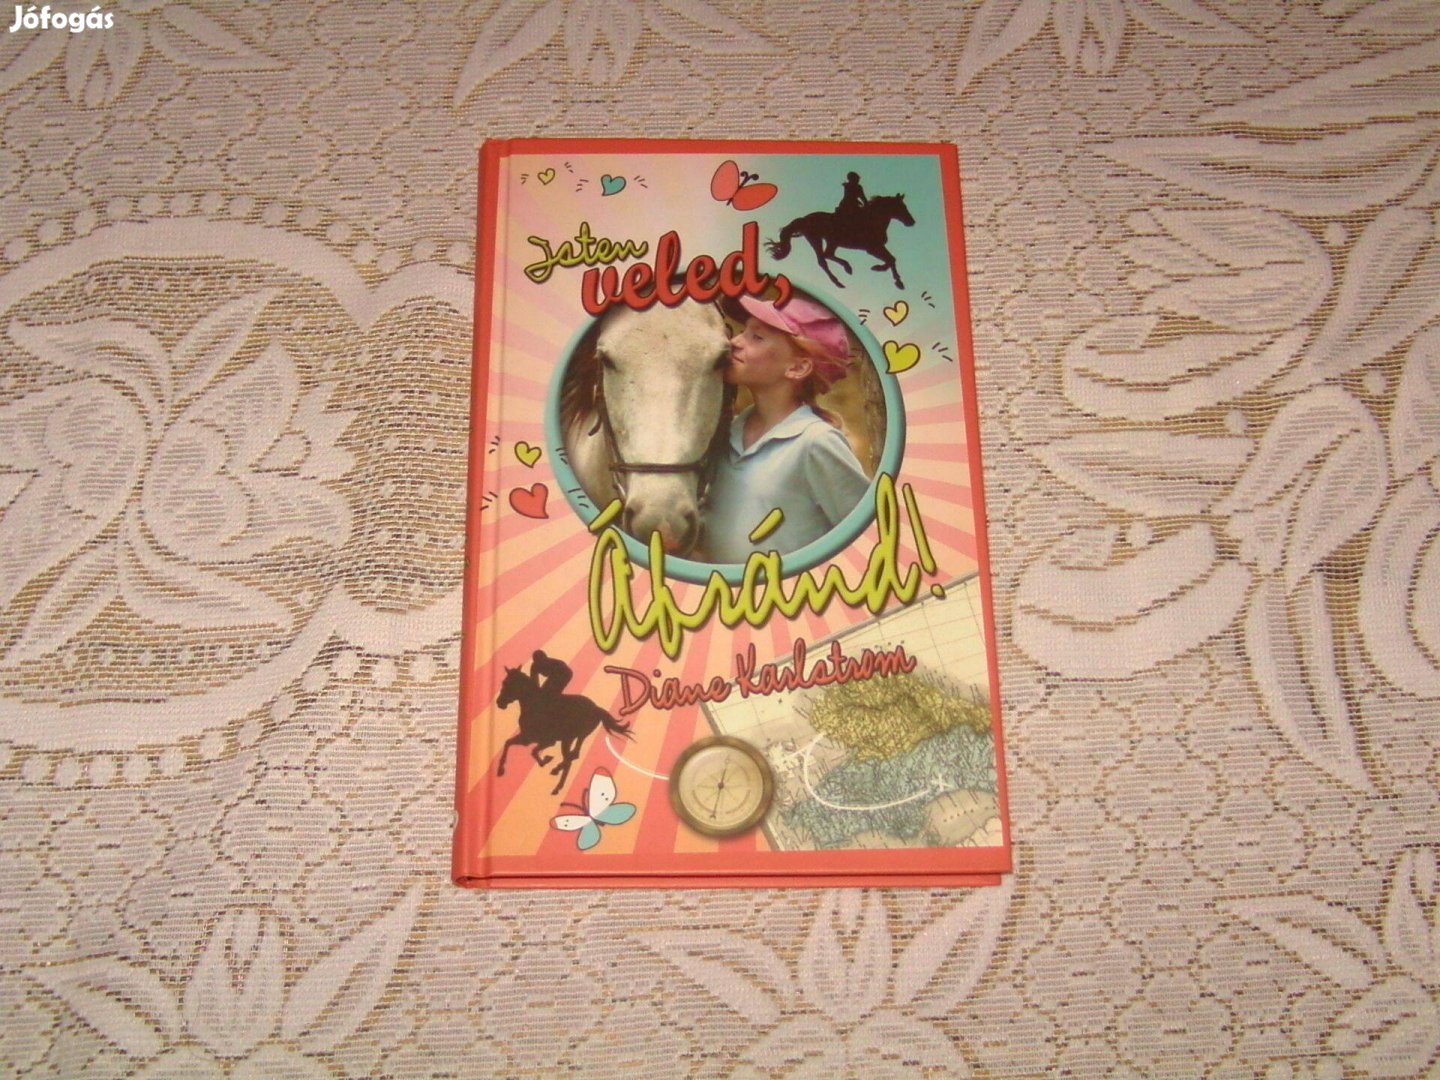 Jófogás
Isten
veled,
Ábránd!
Diane Karlstrom